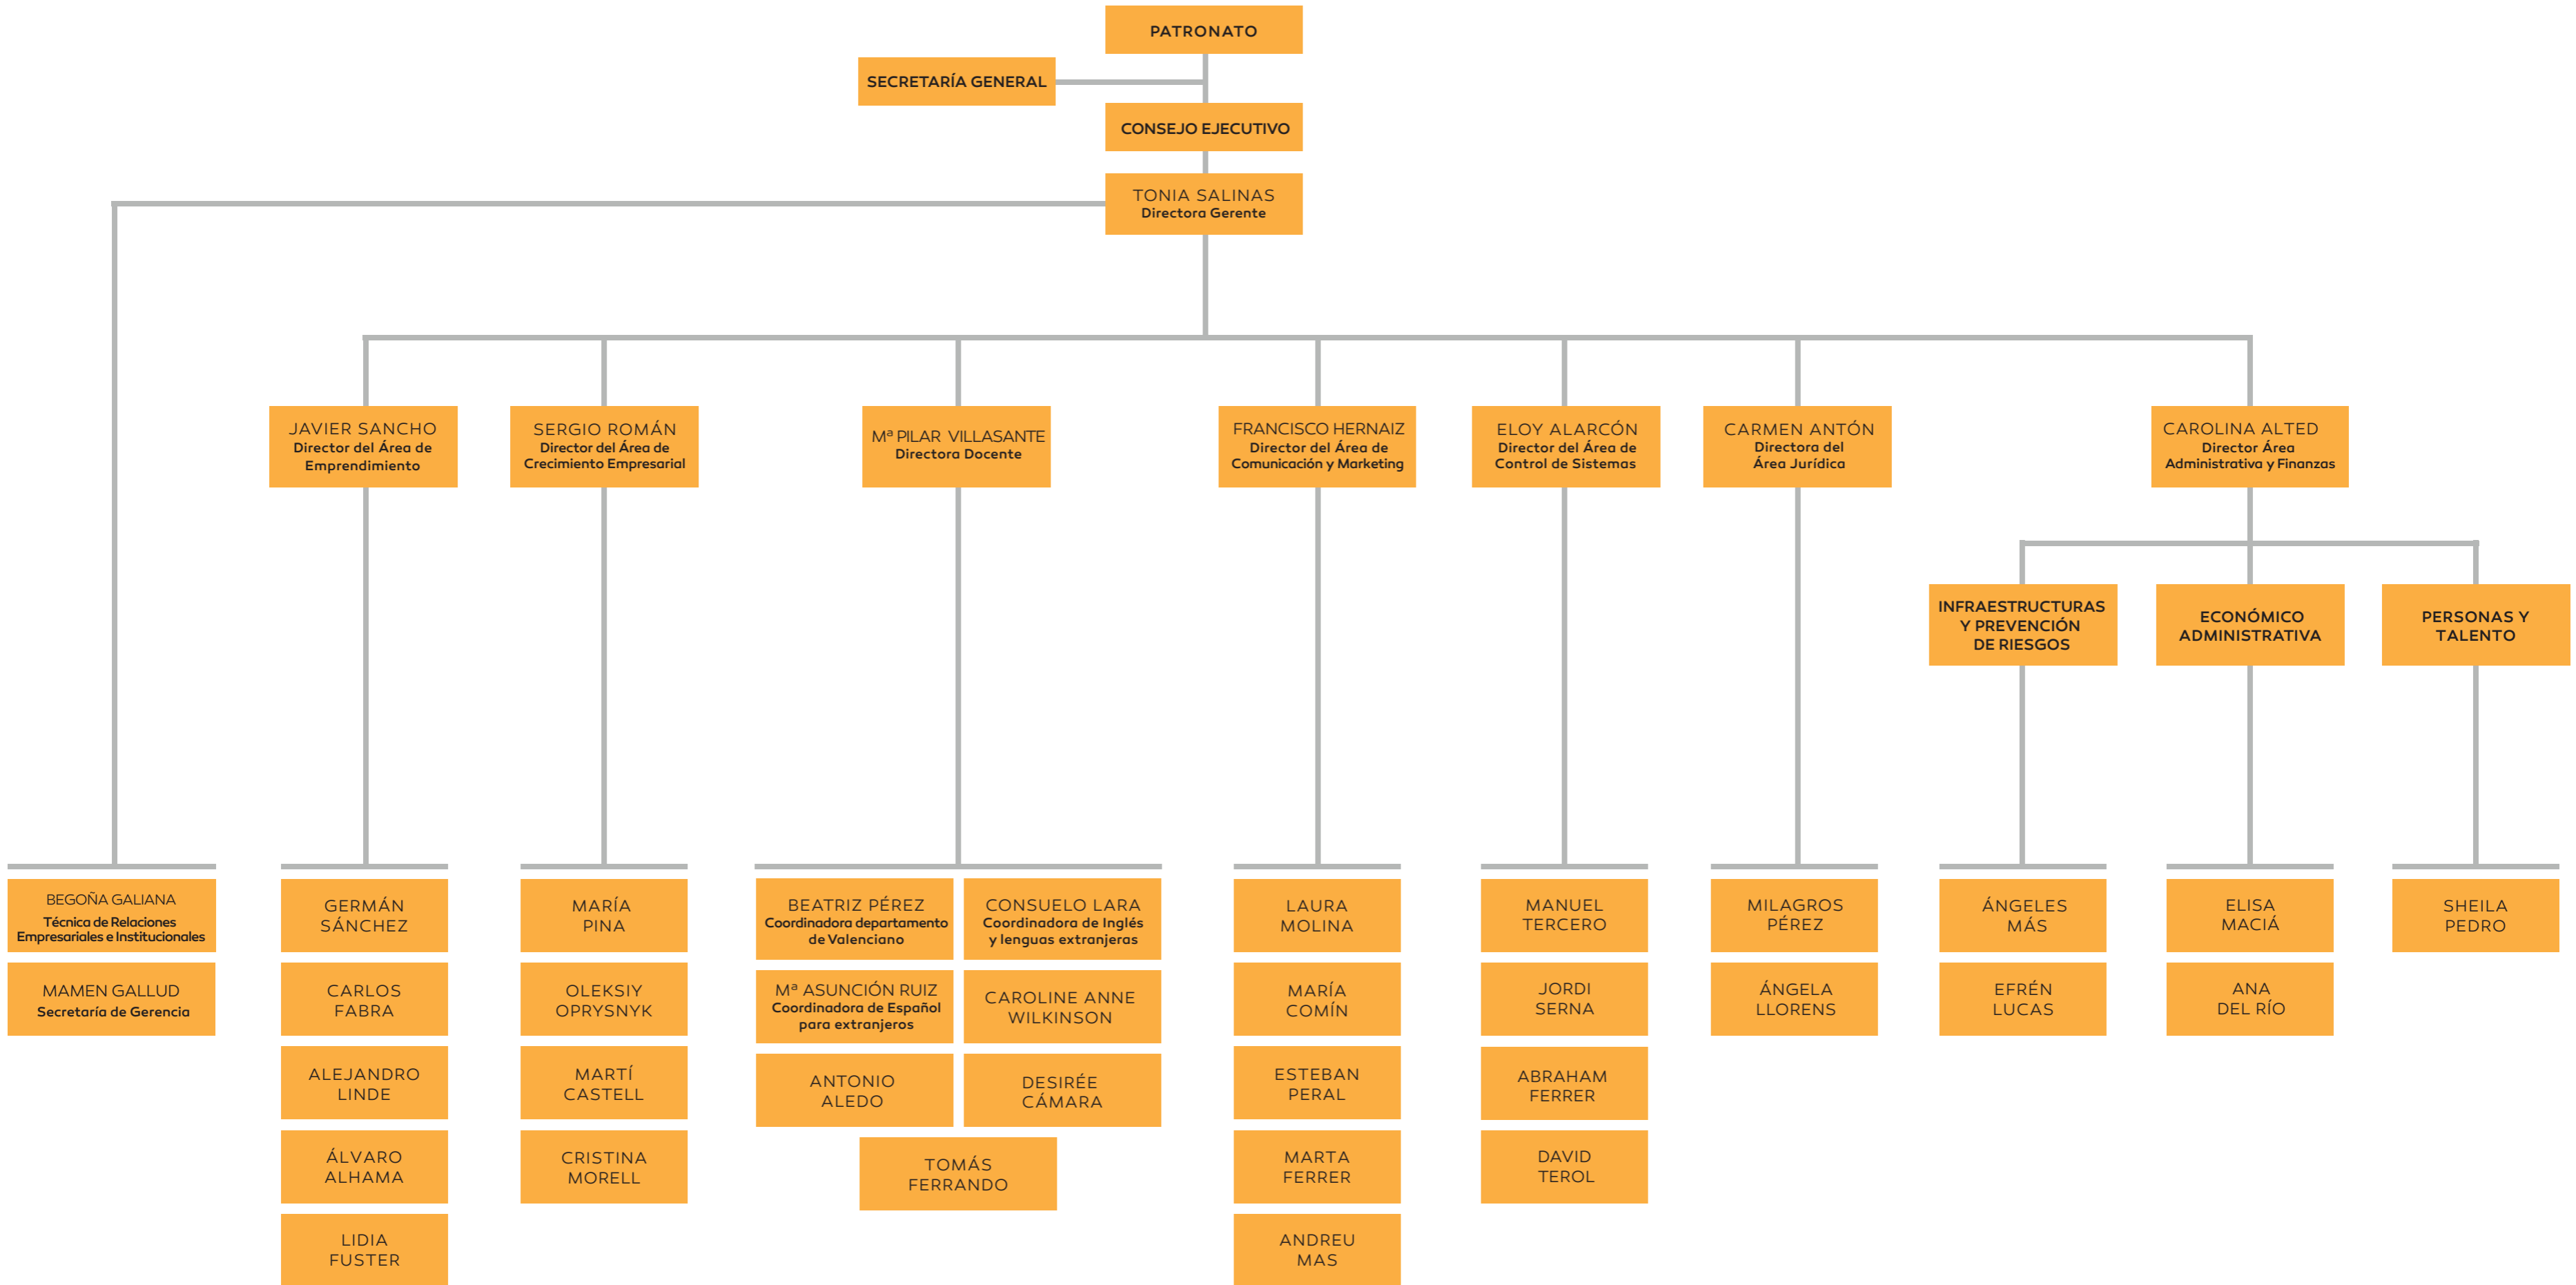 PATRONATO
SECRETARÍA GENERAL
CONSEJO EJECUTIVO
TONIA SALINAS
Directora Gerente
JAVIER SANCHO
Director del Área de
Emprendimiento
SERGIO ROMÁN
Director del Área de
Crecimiento Empresarial
Mª PILAR VILLASANTE
Directora Docente
FRANCISCO HERNAIZ
Director del Área de
Comunicación y Marketing
ELOY ALARCÓN
Director del Área de
Control de Sistemas
CARMEN ANTÓN
Directora del
Área Jurídica
CAROLINA ALTED
Director Área
Administrativa y Finanzas
INFRAESTRUCTURAS
Y PREVENCIÓN
DE RIESGOS
ECONÓMICO
ADMINISTRATIVA
PERSONAS Y
TALENTO
BEGOÑA GALIANA
Técnica de Relaciones
Empresariales e Institucionales
MAMEN GALLUD
Secretaría de Gerencia
GERMÁN
SÁNCHEZ
CARLOS
FABRA
ALEJANDRO
LINDE
ÁLVARO
ALHAMA
LIDIA
FUSTER
MARÍA
PINA
OLEKSIY
OPRYSNYK
MARTÍ
CASTELL
CRISTINA
MORELL
BEATRIZ PÉREZ
Coordinadora departamento
de Valenciano
CONSUELO LARA
Coordinadora de Inglés
y lenguas extranjeras
Mª ASUNCIÓN RUIZ
Coordinadora de Español
para extranjeros
CAROLINE ANNE
WILKINSON
ANTONIO
ALEDO
DESIRÉE
CÁMARA
TOMÁS
FERRANDO
LAURA
MOLINA
MARÍA
COMÍN
ESTEBAN
PERAL
MARTA
FERRER
ANDREU
MAS
MANUEL
TERCERO
JORDI
SERNA
ABRAHAM
FERRER
DAVID
TEROL
MILAGROS
PÉREZ
ÁNGELA
LLORENS
ÁNGELES
MÁS
EFRÉN
LUCAS
ELISA
MACIÁ
ANA
DEL RÍO
SHEILA
PEDRO